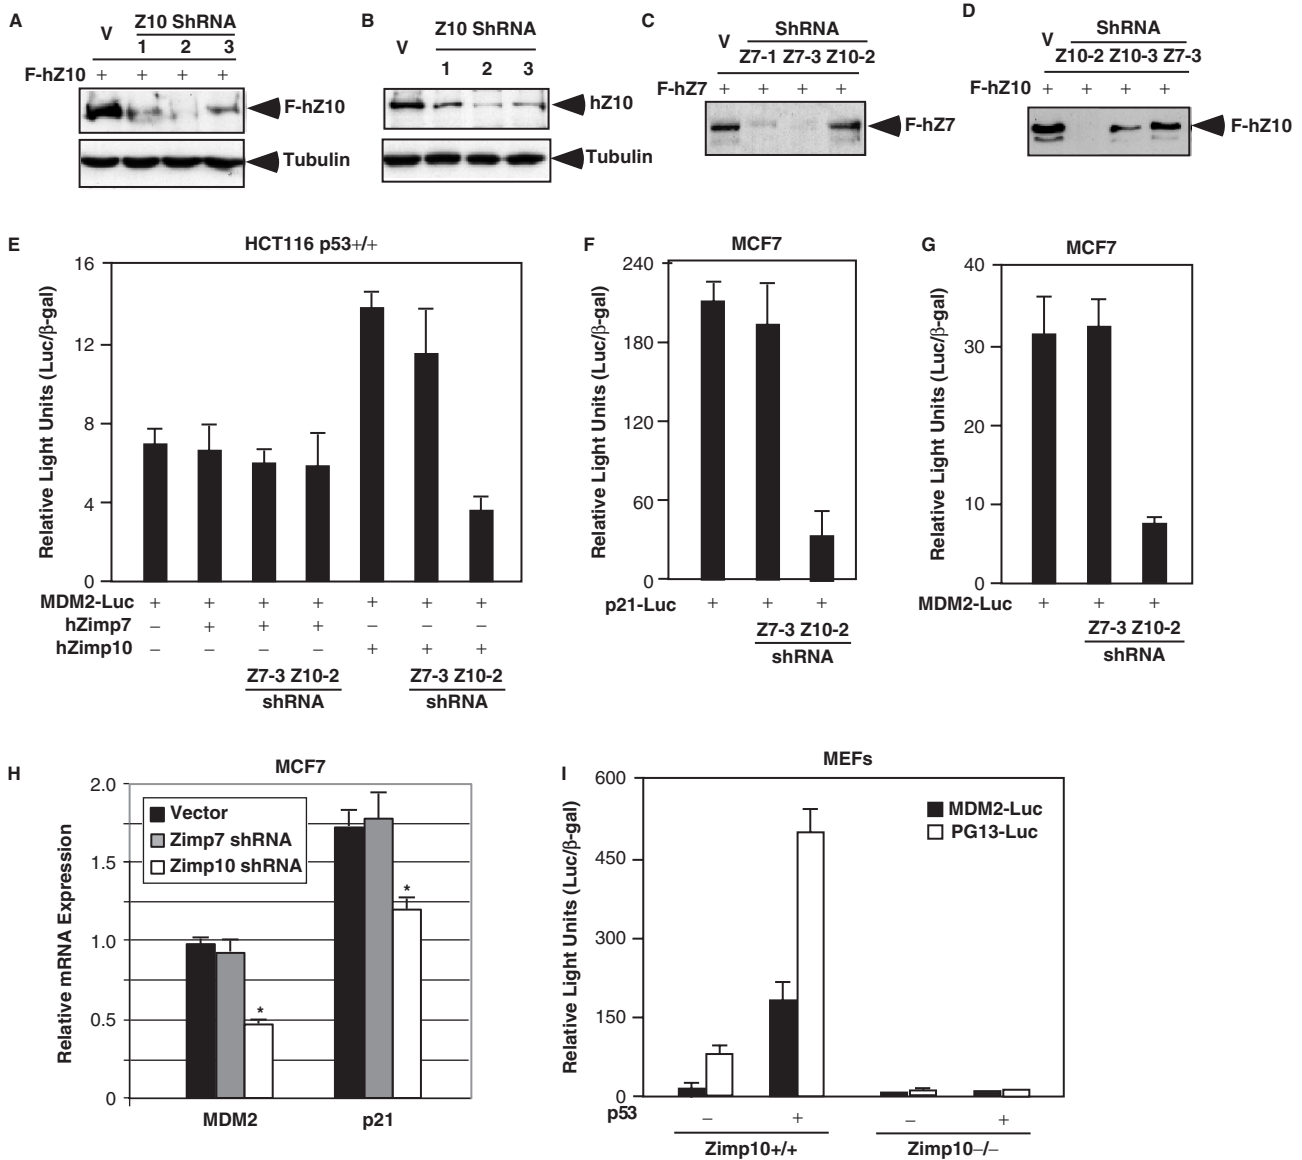 A
Z10 ShRNA
V
1 2 3
F-hZ10 + + + +
F-hZ10
Tubulin
B
Z10 ShRNA
V
1 2 3
hZ10
Tubulin
C
ShRNA
V
Z7-1 Z7-3 Z10-2
F-hZ7 + + + +
F-hZ7
D
ShRNA
V
Z10-2 Z10-3 Z7-3
F-hZ10 + + + +
F-hZ10
E
HCT116 p53+/+
Relative Light Units (Luc/β-gal)
16
12
8
4
0
MDM2-Luc + + + + + + +
hZimp7 – + + + – – –
hZimp10 – – – – + + +
Z7-3 Z10-2 Z7-3 Z10-2
shRNA shRNA
F
MCF7
Relative Light Units (Luc/β-gal)
240
180
120
60
0
p21-Luc + + +
Z7-3 Z10-2
shRNA
G
MCF7
Relative Light Units (Luc/β-gal)
40
30
20
10
0
MDM2-Luc + + +
Z7-3 Z10-2
shRNA
H
MCF7
Relative mRNA Expression
2.0
1.5
1.0
0.5
0
Vector
Zimp7 shRNA
Zimp10 shRNA
*
*
MDM2 p21
I
MEFs
Relative Light Units (Luc/β-gal)
600
450
300
150
0
MDM2-Luc
PG13-Luc
p53 – + – +
Zimp10+/+ Zimp10–/–